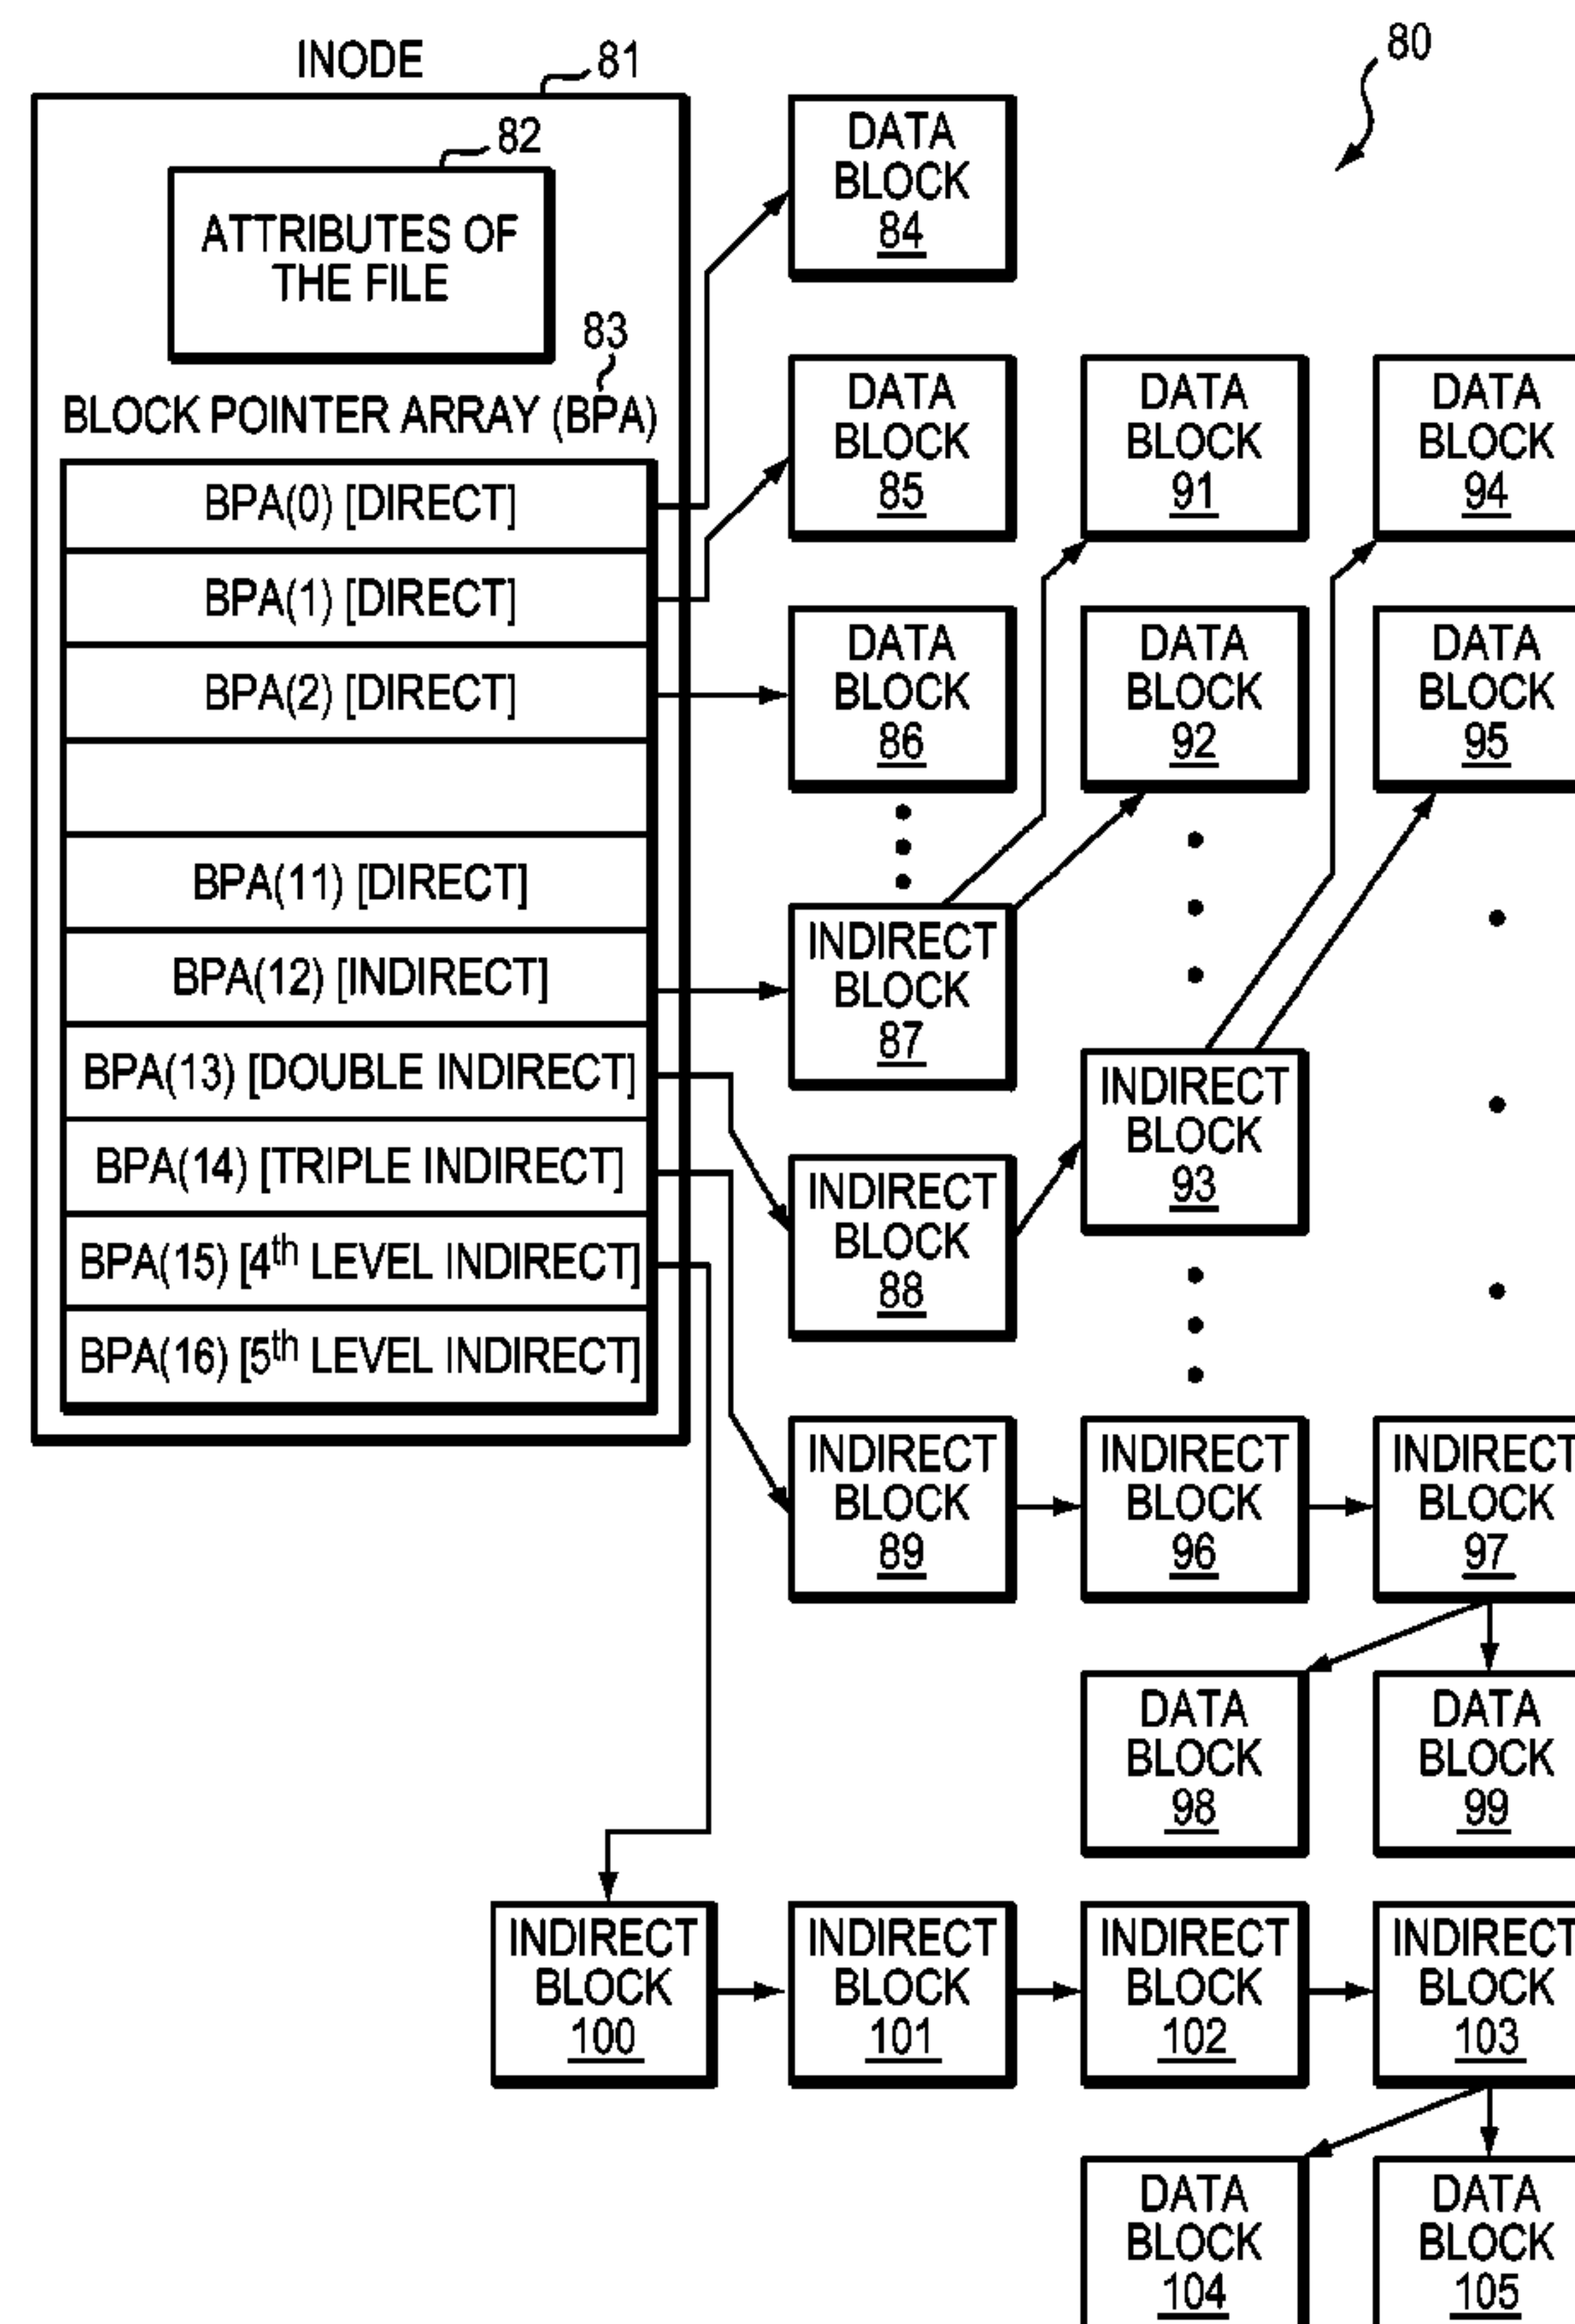 INODE
81
80
82
ATTRIBUTES OF
THE FILE
83
BLOCK POINTER ARRAY (BPA)
BPA(0) [DIRECT]
BPA(1) [DIRECT]
BPA(2) [DIRECT]
BPA(11) [DIRECT]
BPA(12) [INDIRECT]
BPA(13) [DOUBLE INDIRECT]
BPA(14) [TRIPLE INDIRECT]
BPA(15) [4th LEVEL INDIRECT]
BPA(16) [5th LEVEL INDIRECT]
DATA
BLOCK
84
DATA
BLOCK
85
DATA
BLOCK
91
DATA
BLOCK
94
DATA
BLOCK
86
DATA
BLOCK
92
DATA
BLOCK
95
INDIRECT
BLOCK
87
INDIRECT
BLOCK
93
INDIRECT
BLOCK
88
INDIRECT
BLOCK
89
INDIRECT
BLOCK
96
INDIRECT
BLOCK
97
DATA
BLOCK
98
DATA
BLOCK
99
INDIRECT
BLOCK
100
INDIRECT
BLOCK
101
INDIRECT
BLOCK
102
INDIRECT
BLOCK
103
DATA
BLOCK
104
DATA
BLOCK
105